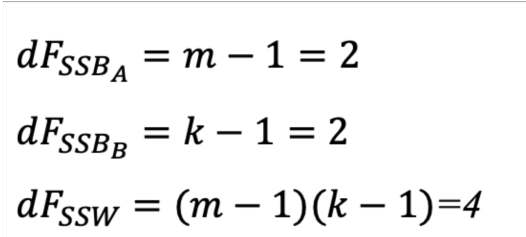 dF_{SSB_A} = m − 1 = 2
dF_{SSB_B} = k − 1 = 2
dF_{SSW} = (m − 1)(k − 1)=4